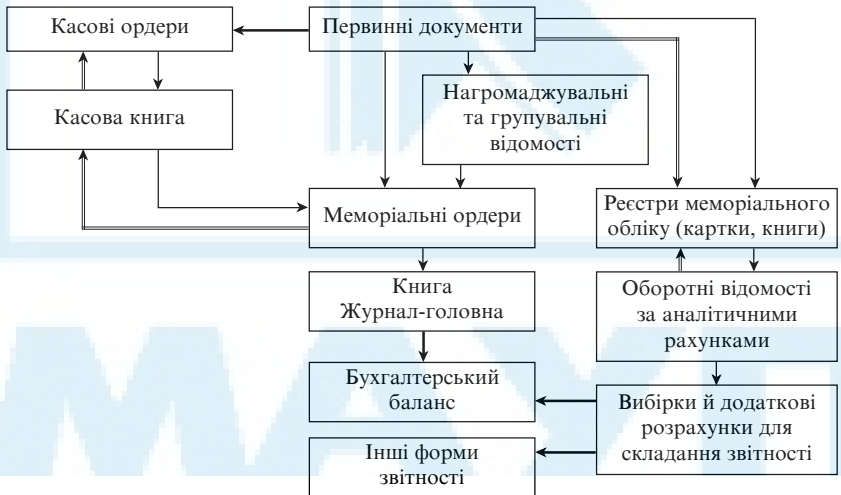 Касові ордери
Первинні документи
Касова книга
Нагромаджувальні
та групувальні
відомості
Меморіальні ордери
Реєстри меморіального
обліку (картки, книги)
Книга
Журнал-головна
Оборотні відомості
за аналітичними
рахунками
Бухгалтерський
баланс
Вибірки й додаткові
розрахунки для
складання звітності
Інші форми
звітності
МАУП